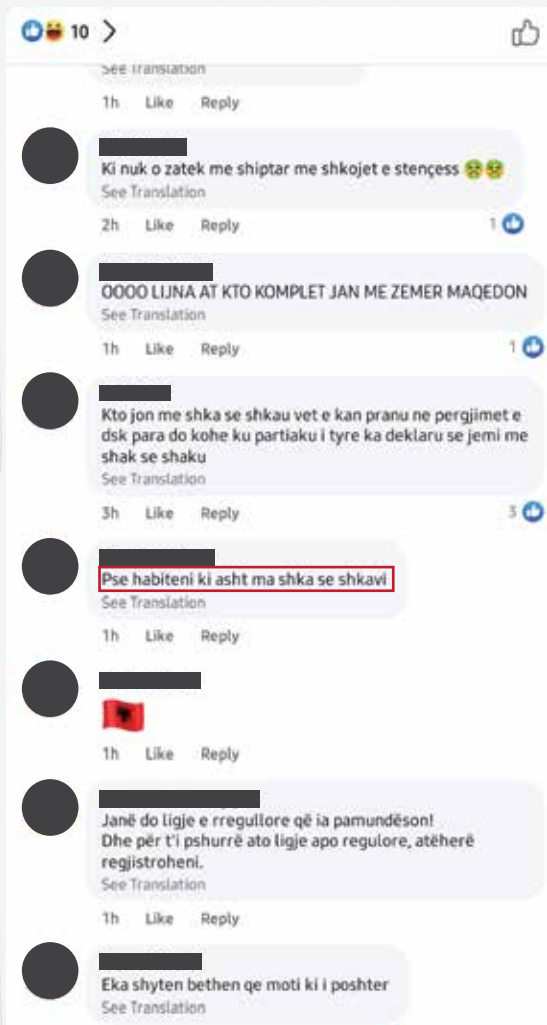 10
See Translation
1h Like Reply
Ki nuk o zatek me shiptar me shkojet e stençess
See Translation
2h Like Reply 1
OOOO LIJNA AT KTO KOMPLET JAN ME ZEMER MAQEDON
See Translation
1h Like Reply 1
Kto jon me shka se shkau vet e kan pranu ne pergjimet e
dsk para do kohe ku partiaku i tyre ka deklaru se jemi me
shak se shaku
See Translation
3h Like Reply 3
Pse habiteni ki asht ma shka se shkavi
See Translation
1h Like Reply
1h Like Reply
Janë do ligje e rregullore që ia pamundëson!
Dhe për t'i pshurrë ato ligje apo regulore, atëherë
regjistroheni.
See Translation
1h Like Reply
Eka shyten bethen qe moti ki i poshter
See Translation